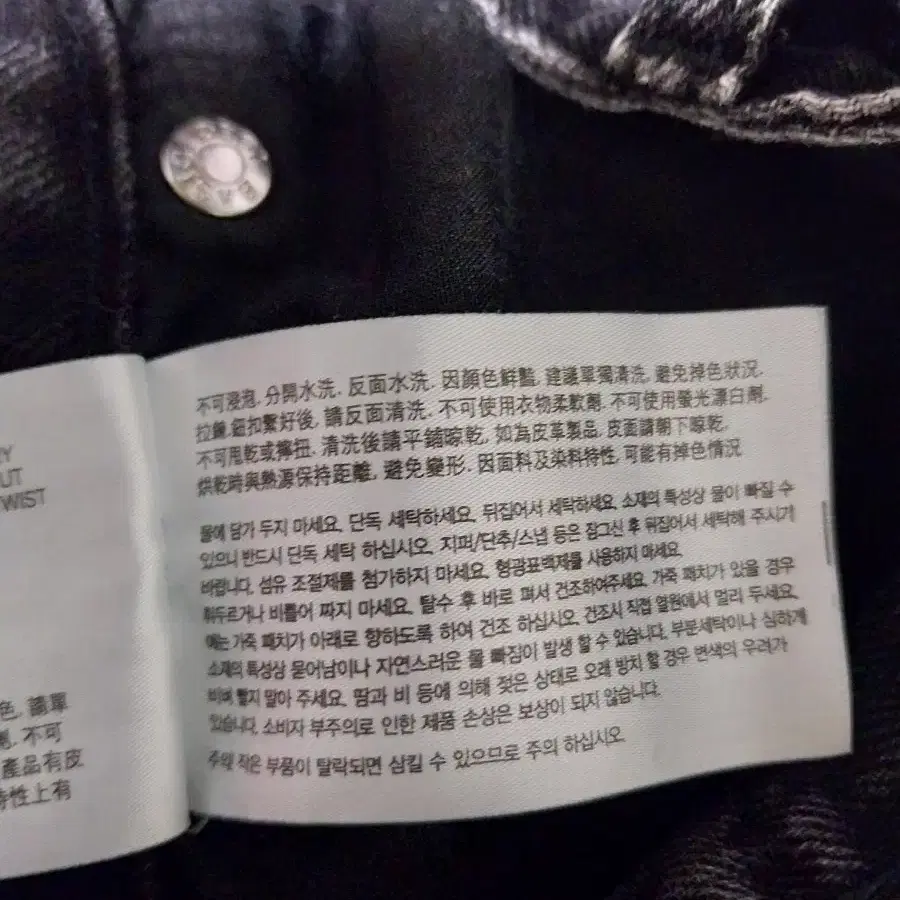 RY
UT
TWIST
色, 請單
劑. 不可
產品有皮
特性上有
不可浸泡. 分開水洗. 反面水洗. 因顏色鮮豔, 建議單獨清洗, 避免掉色狀況.
拉鍊,鈕扣繫好後, 請反面清洗. 不可使用衣物柔軟劑. 不可使用螢光漂白劑.
不可甩乾或擰扭. 清洗後請平鋪晾乾, 如為皮革製品, 皮面請朝下晾乾,
烘乾時與熱源保持距離, 避免變形. 因面料及染料特性, 可能有掉色情況
물에 담가 두지 마세요. 단독 세탁하세요. 뒤집어서 세탁하세요. 소재의 특성상 물이 빠질 수
있으니 반드시 단독 세탁 하십시오. 지퍼/단추/스냅 등은 잠그신 후 뒤집어서 세탁해 주시기
바랍니다. 섬유 조절제를 첨가하지 마세요. 형광표백제를 사용하지 마세요.
휘두르거나 비틀어 짜지 마세요. 탈수 후 바로 펴서 건조하여주세요. 가죽 패치가 있을 경우
에는 가죽 패치가 아래로 향하도록 하여 건조 하십시오. 건조시 직접 열원에서 멀리 두세요.
소재의 특성상 묻어남이나 자연스러운 물 빠짐이 발생 할 수 있습니다. 부분세탁이나 심하게
비벼 빨지 말아 주세요. 땀과 비 등에 의해 젖은 상태로 오래 방치 할 경우 변색의 우려가
있습니다. 소비자 부주의로 인한 제품 손상은 보상이 되지 않습니다.
주의: 작은 부품이 탈락되면 삼킬 수 있으므로 주의 하십시오.